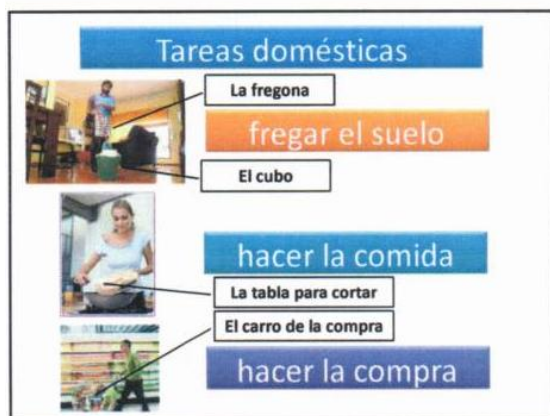 Tareas domésticas
La fregona
fregar el suelo
El cubo
hacer la comida
La tabla para cortar
El carro de la compra
hacer la compra